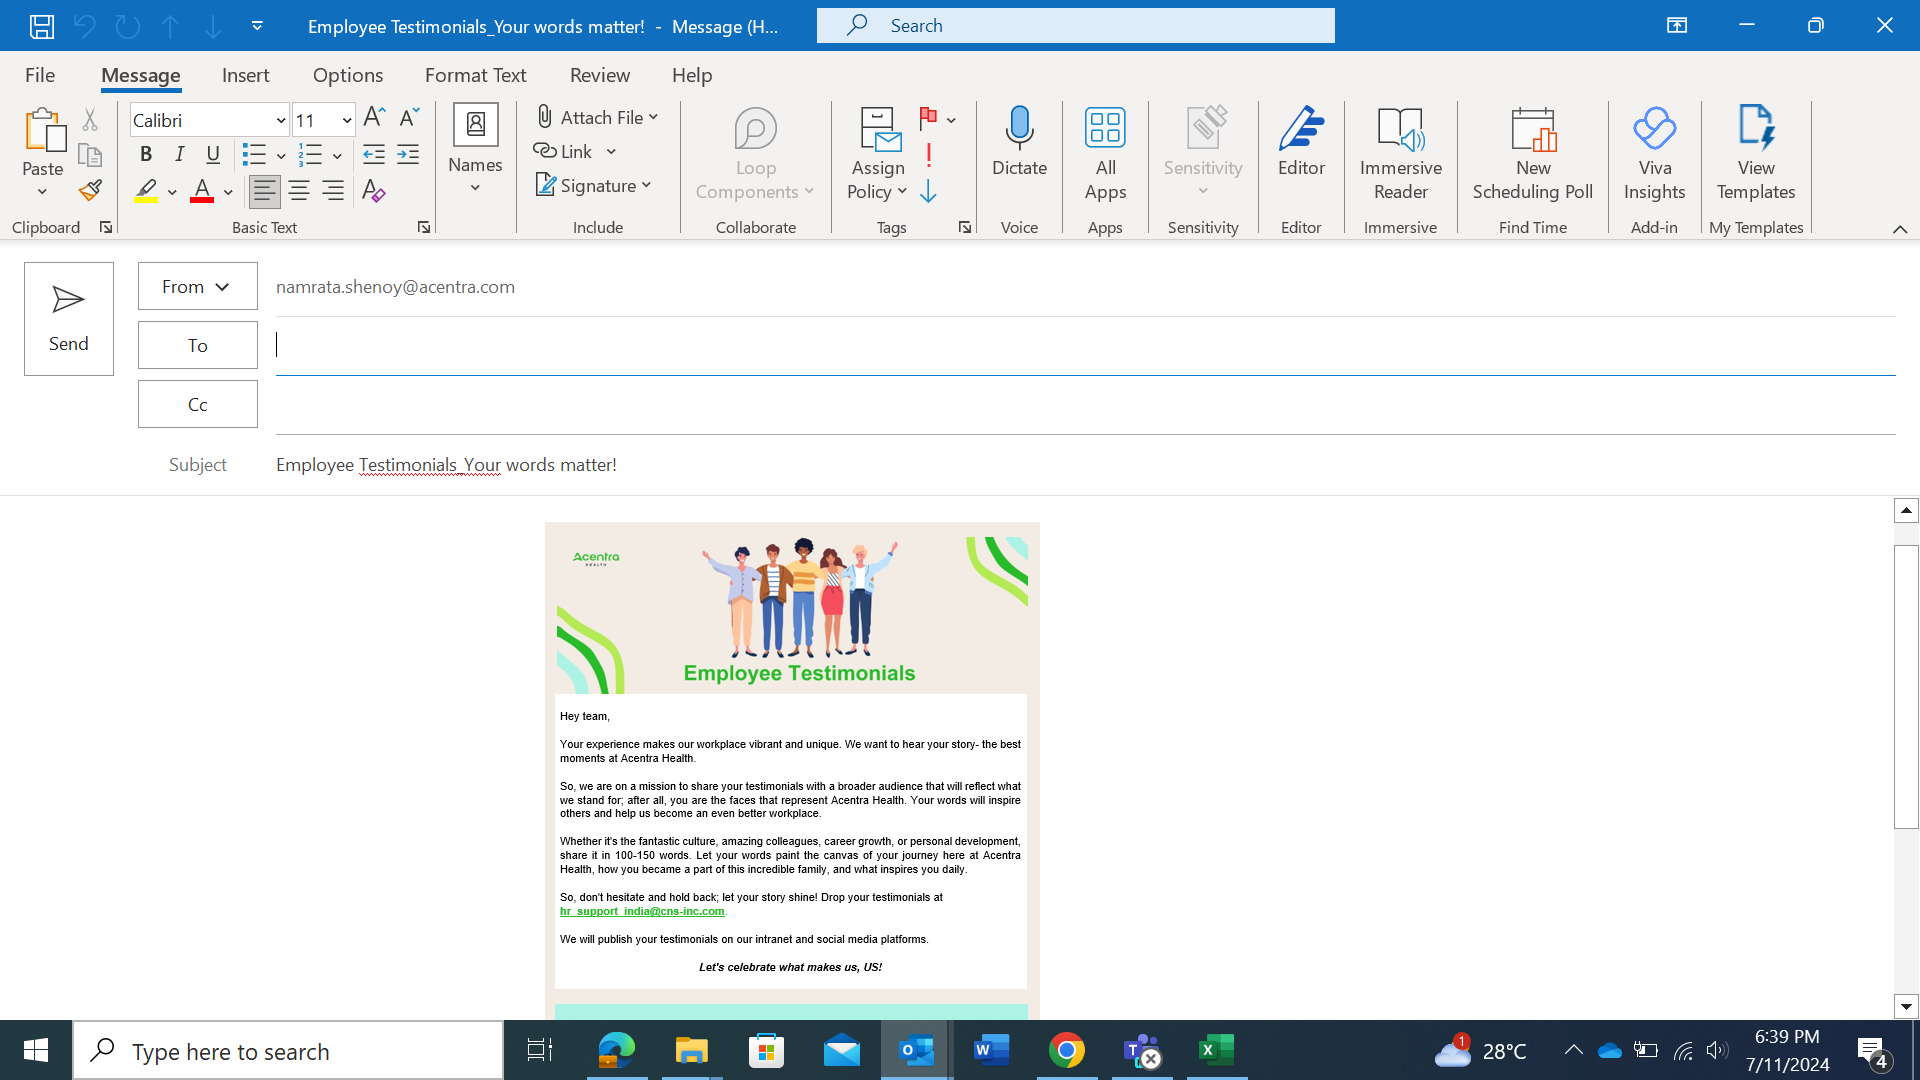 Employee Testimonials_Your words matter! - Message (H...
Search
File
Message
Insert
Options
Format Text
Review
Help
Calibri
11
Paste
B
I
U
Names
Attach File
Link
Signature
Loop
Components
Assign
Policy
Dictate
All
Apps
Sensitivity
Editor
Immersive
Reader
New
Scheduling Poll
Viva
Insights
View
Templates
Clipboard
Basic Text
Include
Collaborate
Tags
Voice
Apps
Sensitivity
Editor
Immersive
Find Time
Add-in
My Templates
Send
From
namrata.shenoy@acentra.com
To
Cc
Subject
Employee Testimonials_Your words matter!
Acentra
HEALTH
Employee Testimonials
Hey team,
Your experience makes our workplace vibrant and unique. We want to hear your story- the best
moments at Acentra Health.
So, we are on a mission to share your testimonials with a broader audience that will reflect what
we stand for; after all, you are the faces that represent Acentra Health. Your words will inspire
others and help us become an even better workplace.
Whether it's the fantastic culture, amazing colleagues, career growth, or personal development,
share it in 100-150 words. Let your words paint the canvas of your journey here at Acentra
Health, how you became a part of this incredible family, and what inspires you daily.
So, don't hesitate and hold back; let your story shine! Drop your testimonials at
hr_support_india@cns-inc.com.
We will publish your testimonials on our intranet and social media platforms.
Let's celebrate what makes us, US!
Type here to search
1
28°C
6:39 PM
7/11/2024
4